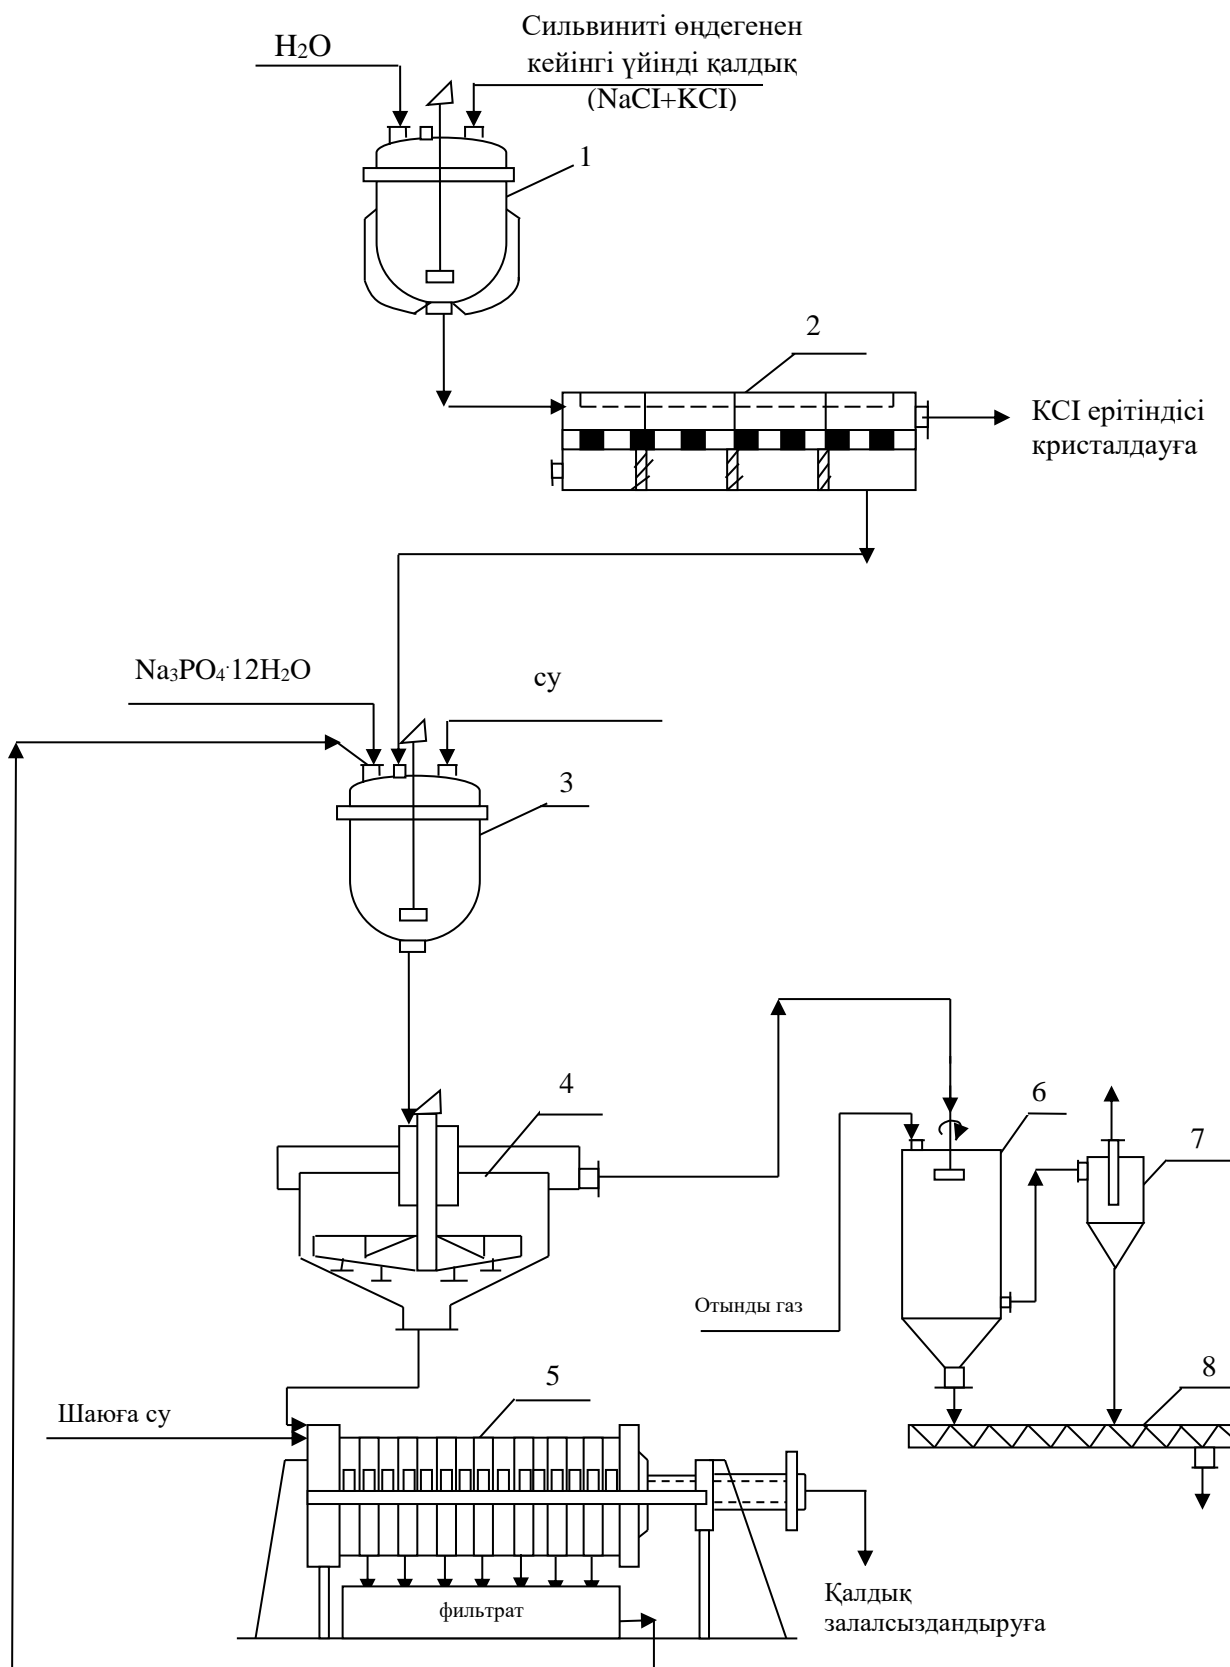 H₂O
Сильвиниті өңдегенен
кейінгі үйінді қалдық
(NaCI+KCI)
1
2
KCI ерітіндісі
кристалдауға
Na₃PO₄·12H₂O
су
3
4
6
7
Отынды газ
8
5
Шаюға су
фильтрат
Қалдық
залалсыздандыруға